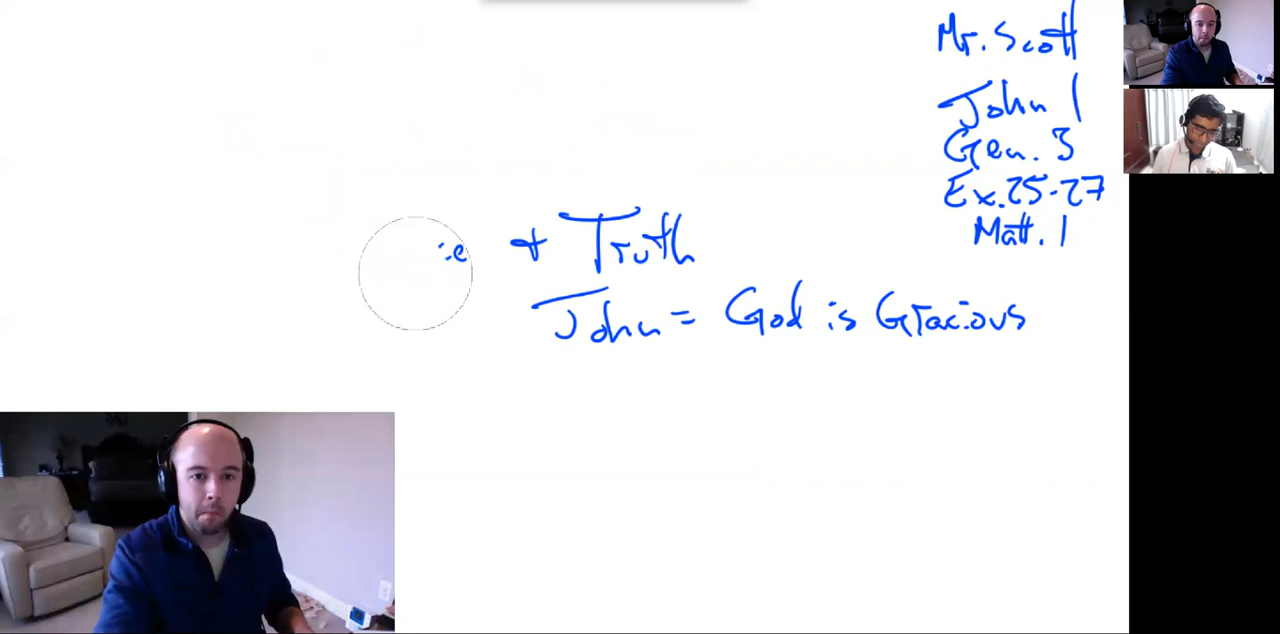 Mr. Scott
John 1
Gen. 3
Ex. 25-27
Matt. 1
+ Truth
John = God is Gracious